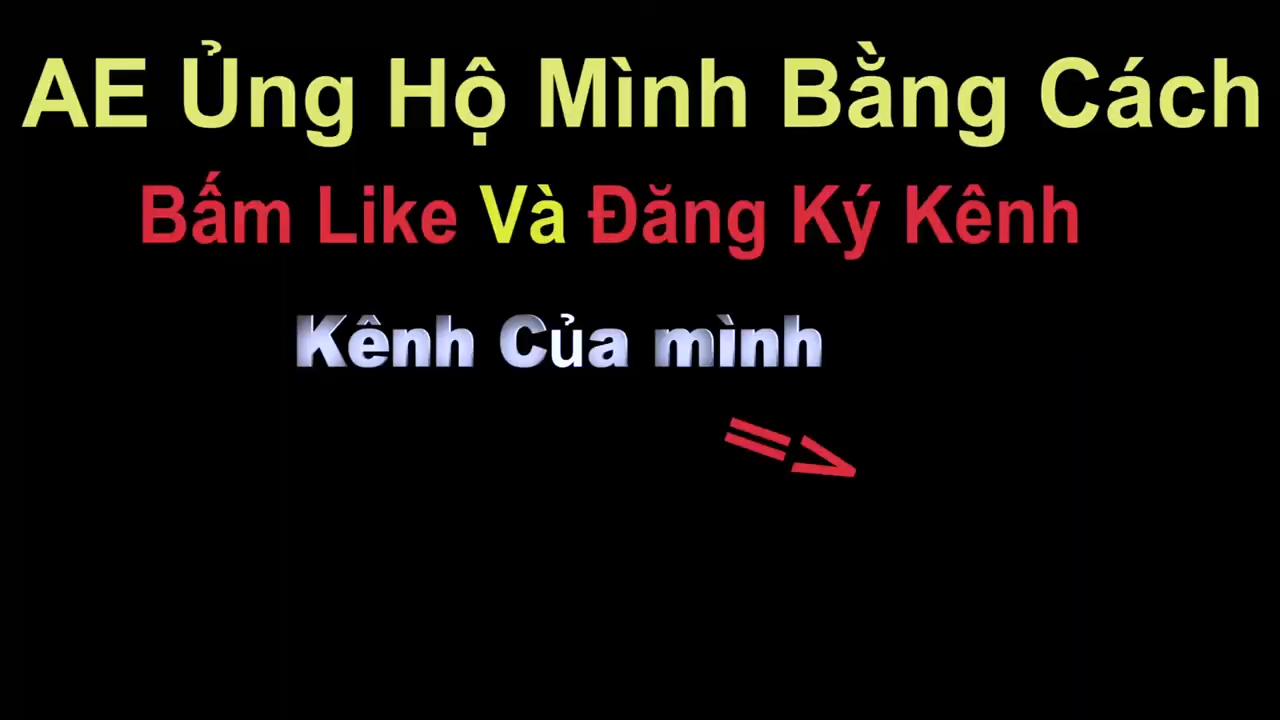 AE Ủng Hộ Mình Bằng Cách
Bấm Like Và Đăng Ký Kênh
Kênh Của mình
=>